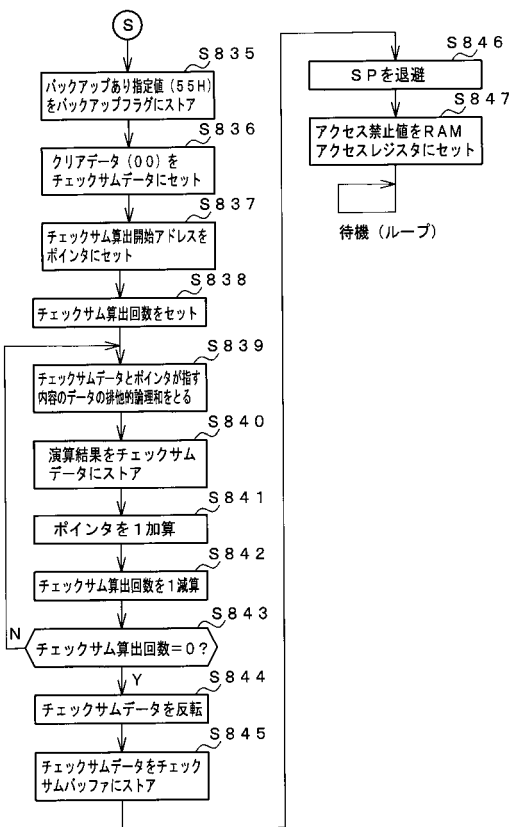 S
S835
バックアップあり指定値(55H)
をバックアップフラグにストア
S836
クリアデータ(00)を
チェックサムデータにセット
S837
チェックサム算出開始アドレスを
ポインタにセット
S838
チェックサム算出回数をセット
S839
チェックサムデータとポインタが指す
内容のデータの排他的論理和をとる
S840
演算結果をチェックサム
データにストア
S841
ポインタを1加算
S842
チェックサム算出回数を1減算
S843
N
チェックサム算出回数=0?
Y
S844
チェックサムデータを反転
S845
チェックサムデータをチェック
サムバッファにストア
S846
SPを退避
S847
アクセス禁止値をRAM
アクセスレジスタにセット
待機(ループ)